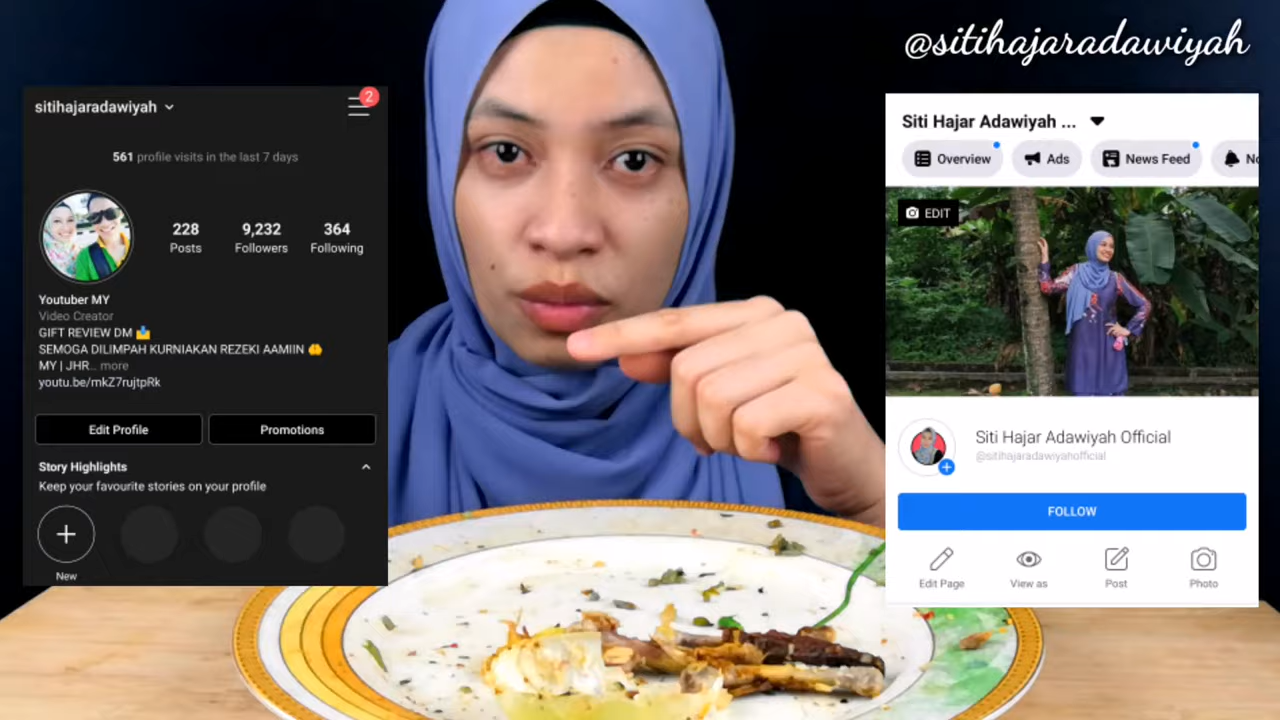 @sitihajaradawiyah
sitihajaradawiyah
2
561 profile visits in the last 7 days
228 9,232 364
Posts Followers Following
Youtuber MY
Video Creator
GIFT REVIEW DM 📩
SEMOGA DILIMPAH KURNIAKAN REZEKI AAMIIN 🤲
MY | JHR... more
youtu.be/mkZ7rujtpRk
Edit Profile Promotions
Story Highlights
Keep your favourite stories on your profile
New
Siti Hajar Adawiyah ...
Overview Ads News Feed No
EDIT
Siti Hajar Adawiyah Official
@sitihajaradawiyahofficial
FOLLOW
Edit Page View as Post Photo